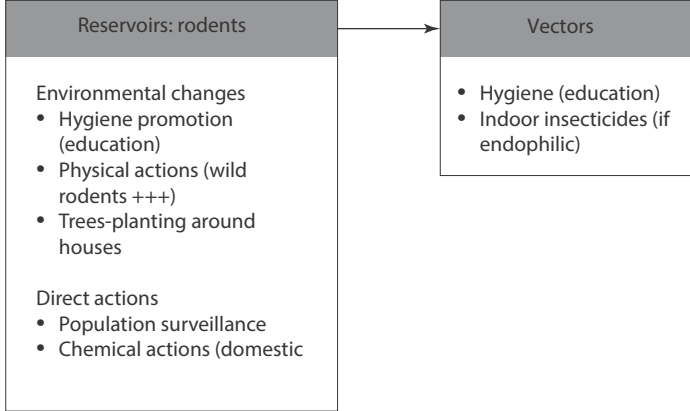 Reservoirs: rodents
Environmental changes
• Hygiene promotion
(education)
• Physical actions (wild
rodents +++)
• Trees-planting around
houses
Direct actions
• Population surveillance
• Chemical actions (domestic
Vectors
• Hygiene (education)
• Indoor insecticides (if
endophilic)